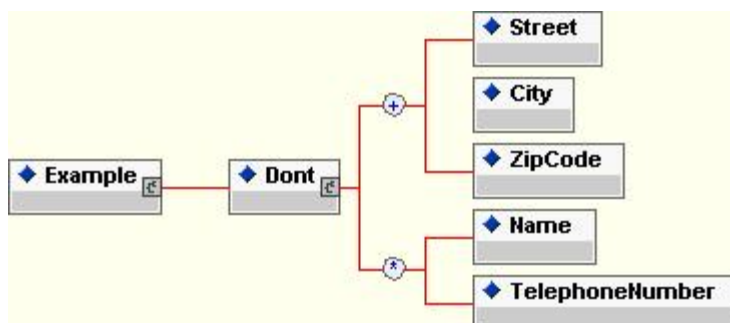 Street
City
+
ZipCode
Example
Dont
Name
*
TelephoneNumber